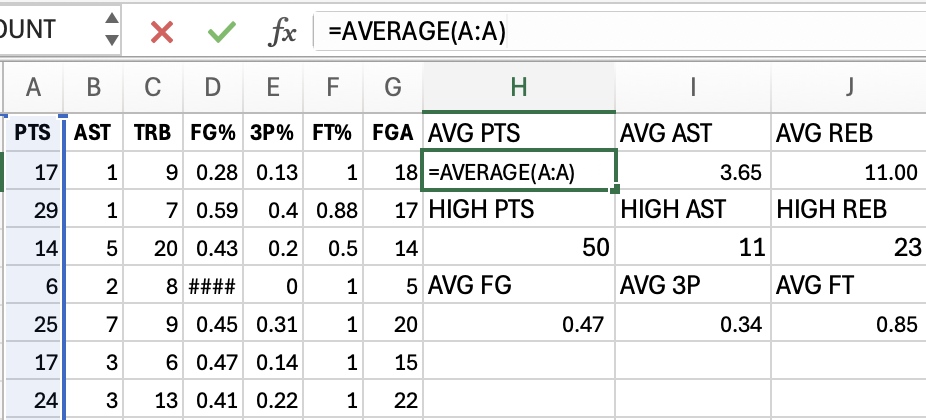 OUNT fx =AVERAGE(A:A)
A B C D E F G H I J
PTS AST TRB FG% 3P% FT% FGA AVG PTS AVG AST AVG REB
17 1 9 0.28 0.13 1 18 =AVERAGE(A:A) 3.65 11.00
29 1 7 0.59 0.4 0.88 17 HIGH PTS HIGH AST HIGH REB
14 5 20 0.43 0.2 0.5 14 50 11 23
6 2 8 #### 0 1 5 AVG FG AVG 3P AVG FT
25 7 9 0.45 0.31 1 20 0.47 0.34 0.85
17 3 6 0.47 0.14 1 15
24 3 13 0.41 0.22 1 22